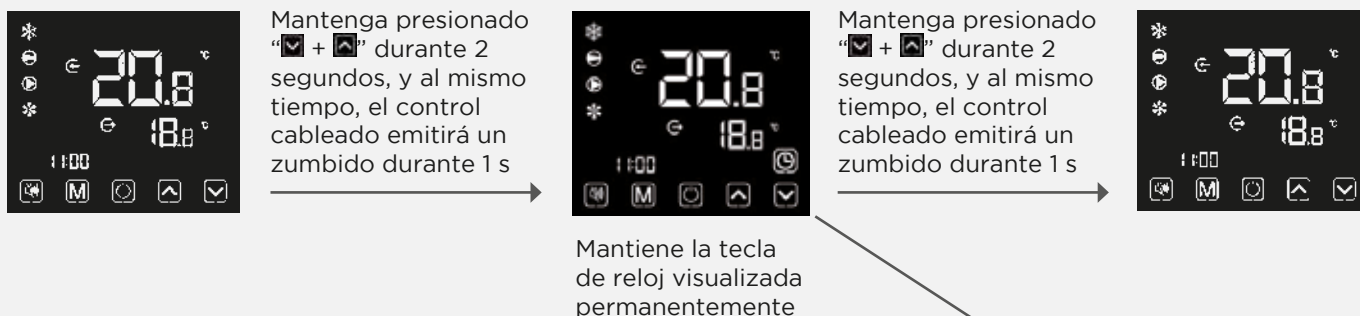 20.8 °C
18.8 °C
11:00
M
Mantenga presionado
“ + ” durante 2
segundos, y al mismo
tiempo, el control
cableado emitirá un
zumbido durante 1 s
20.8 °C
18.8 °C
11:00
M
Mantiene la tecla
de reloj visualizada
permanentemente
Mantenga presionado
“ + ” durante 2
segundos, y al mismo
tiempo, el control
cableado emitirá un
zumbido durante 1 s
20.8 °C
18.8 °C
11:00
M